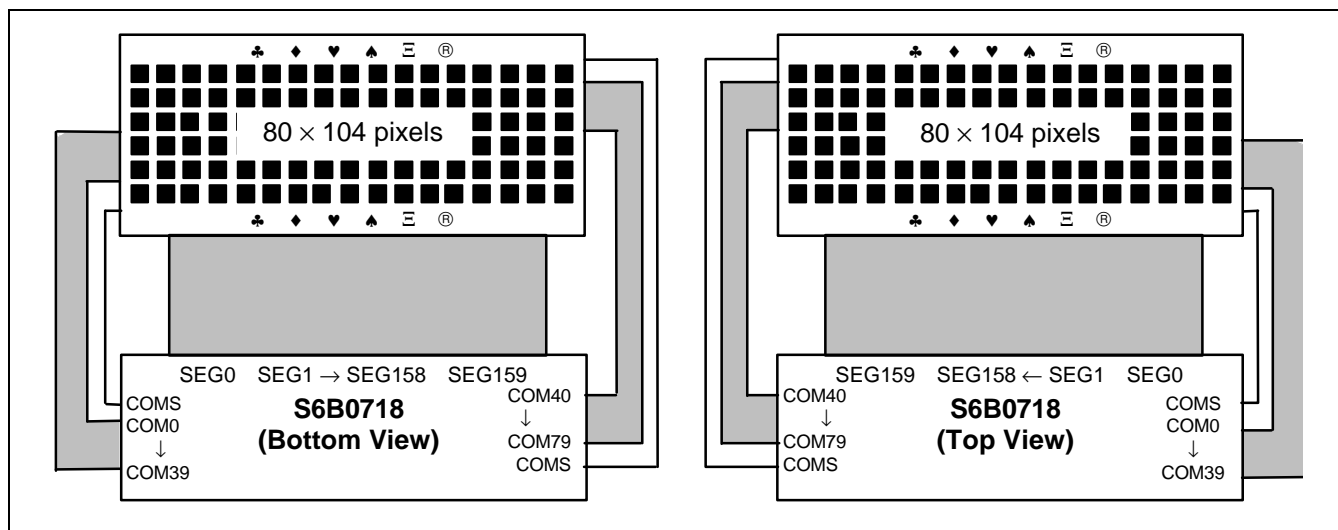 ♣ ♦ ♥ ♠ Ξ ®
80 × 104 pixels
♣ ♦ ♥ ♠ Ξ ®
SEG0 SEG1 → SEG158 SEG159
COMS
COM0
↓
COM39
S6B0718
(Bottom View)
COM40
↓
COM79
COMS
♣ ♦ ♥ ♠ Ξ ®
80 × 104 pixels
♣ ♦ ♥ ♠ Ξ ®
SEG159 SEG158 ← SEG1 SEG0
COM40
↓
COM79
COMS
S6B0718
(Top View)
COMS
COM0
↓
COM39